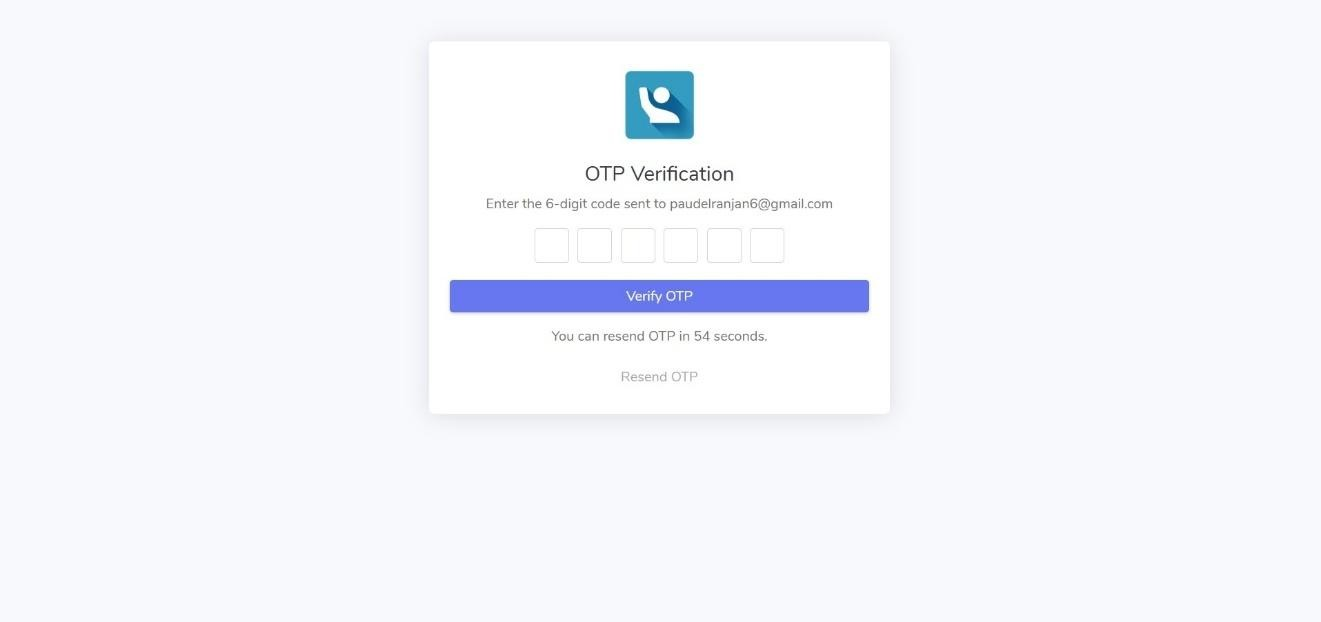 OTP Verification
Enter the 6-digit code sent to paudelranjan6@gmail.com
Verify OTP
You can resend OTP in 54 seconds.
Resend OTP